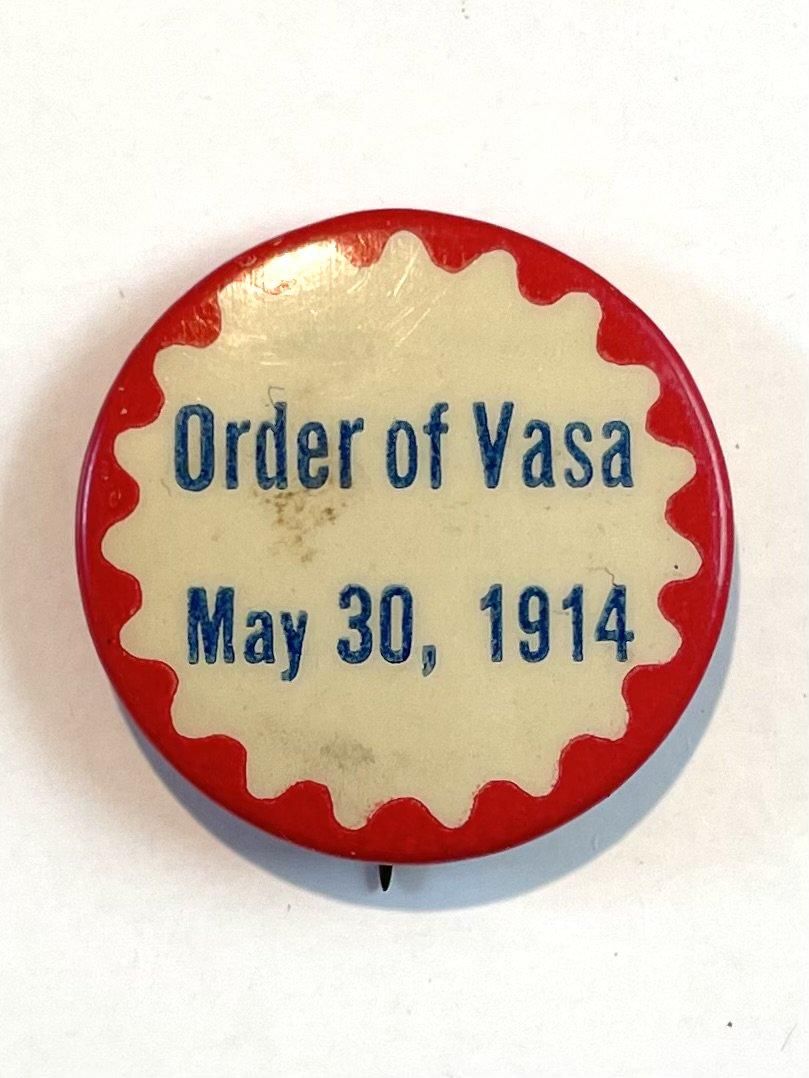 Order of Vasa
May 30, 1914